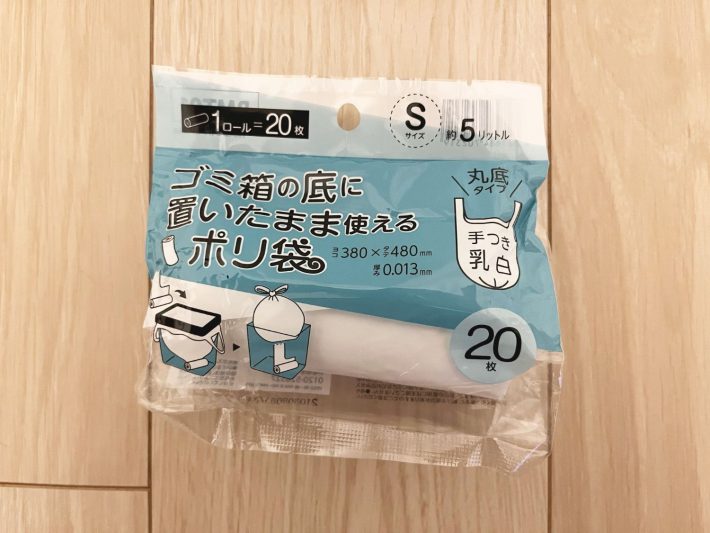 1ロール=20枚
S
サイズ
約5リットル
ゴミ箱の底に
置いたまま使える
ポリ袋
ヨコ380×タテ480mm
厚み0.013mm
丸底
タイプ
手つき
乳白
20
枚